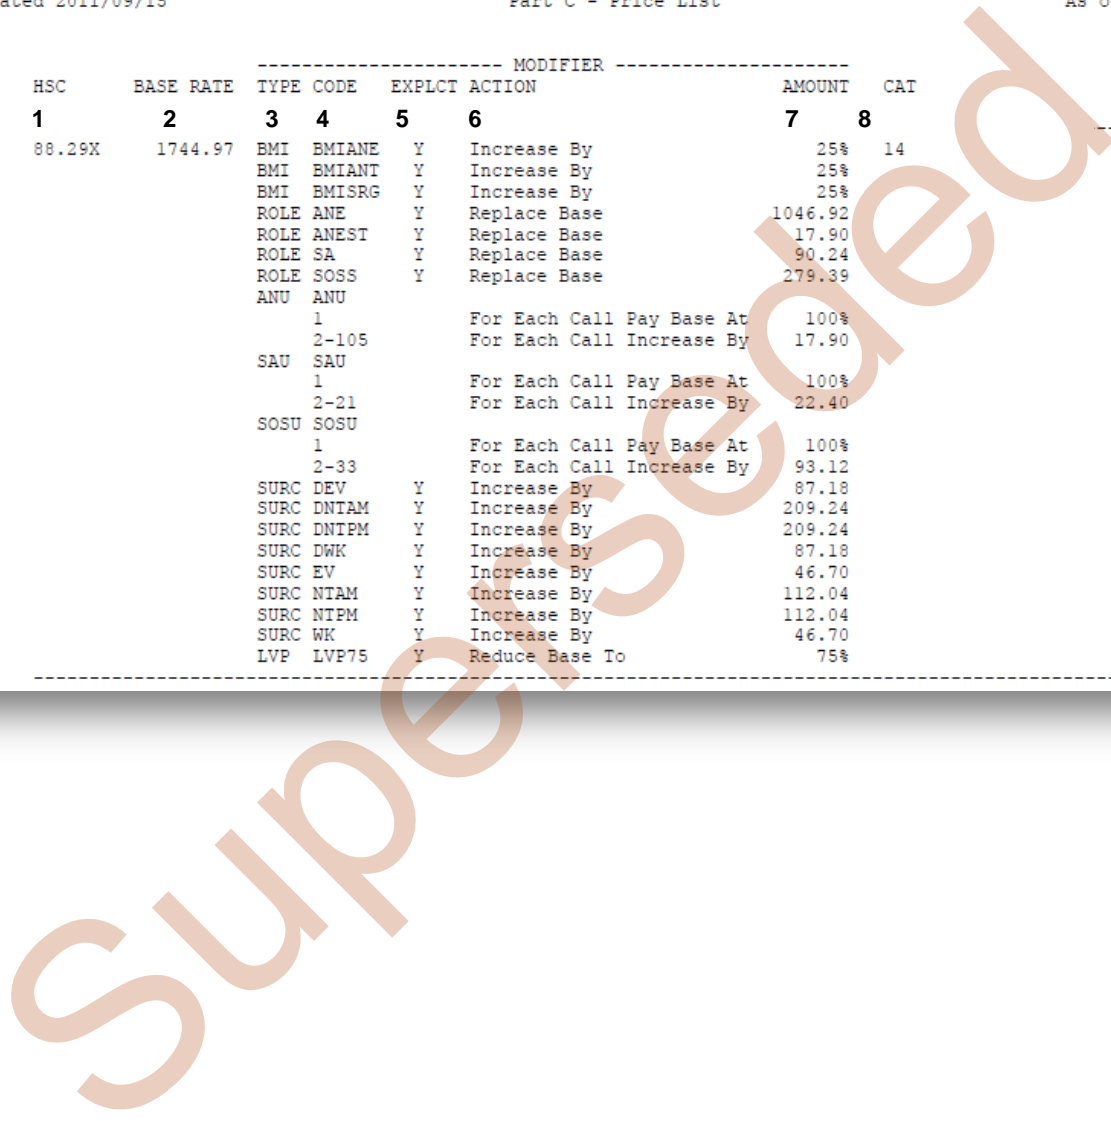 ated 2011/09/15 Part C - Price List As o
---------------------- MODIFIER ---------------------
HSC BASE RATE TYPE CODE EXPLCT ACTION AMOUNT CAT
1 2 3 4 5 6 7 8
88.29X 1744.97 BMI BMIANE Y Increase By 25% 14
BMI BMIANT Y Increase By 25%
BMI BMISRG Y Increase By 25%
ROLE ANE Y Replace Base 1046.92
ROLE ANEST Y Replace Base 17.90
ROLE SA Y Replace Base 90.24
ROLE SOSS Y Replace Base 279.39
ANU ANU
1 For Each Call Pay Base At 100%
2-105 For Each Call Increase By 17.90
SAU SAU
1 For Each Call Pay Base At 100%
2-21 For Each Call Increase By 22.40
SOSU SOSU
1 For Each Call Pay Base At 100%
2-33 For Each Call Increase By 93.12
SURC DEV Y Increase By 87.18
SURC DNTAM Y Increase By 209.24
SURC DNTPM Y Increase By 209.24
SURC DWK Y Increase By 87.18
SURC EV Y Increase By 46.70
SURC NTAM Y Increase By 112.04
SURC NTPM Y Increase By 112.04
SURC WK Y Increase By 46.70
LVP LVP75 Y Reduce Base To 75%
Superseded